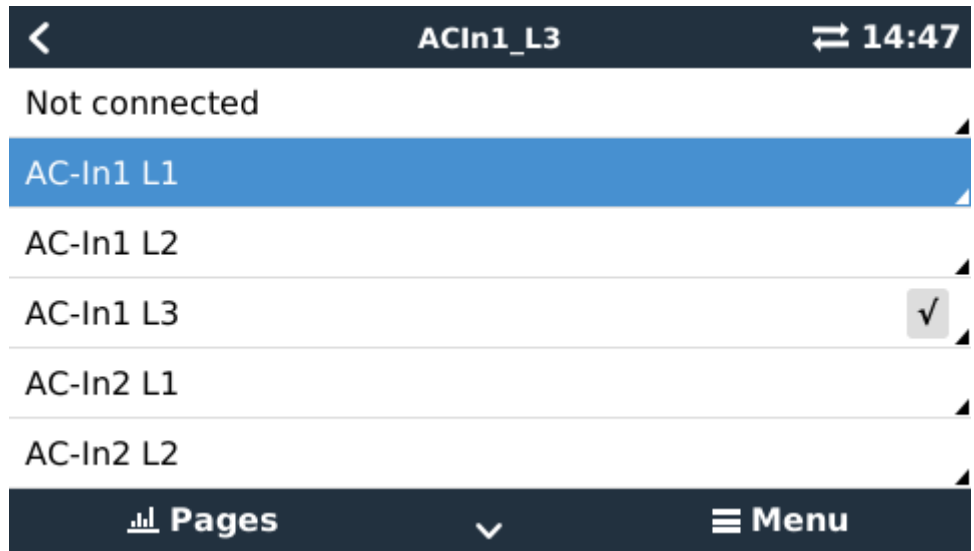 ACIn1_L3 14:47
Not connected
AC-In1 L1
AC-In1 L2
AC-In1 L3 √
AC-In2 L1
AC-In2 L2
Pages Menu